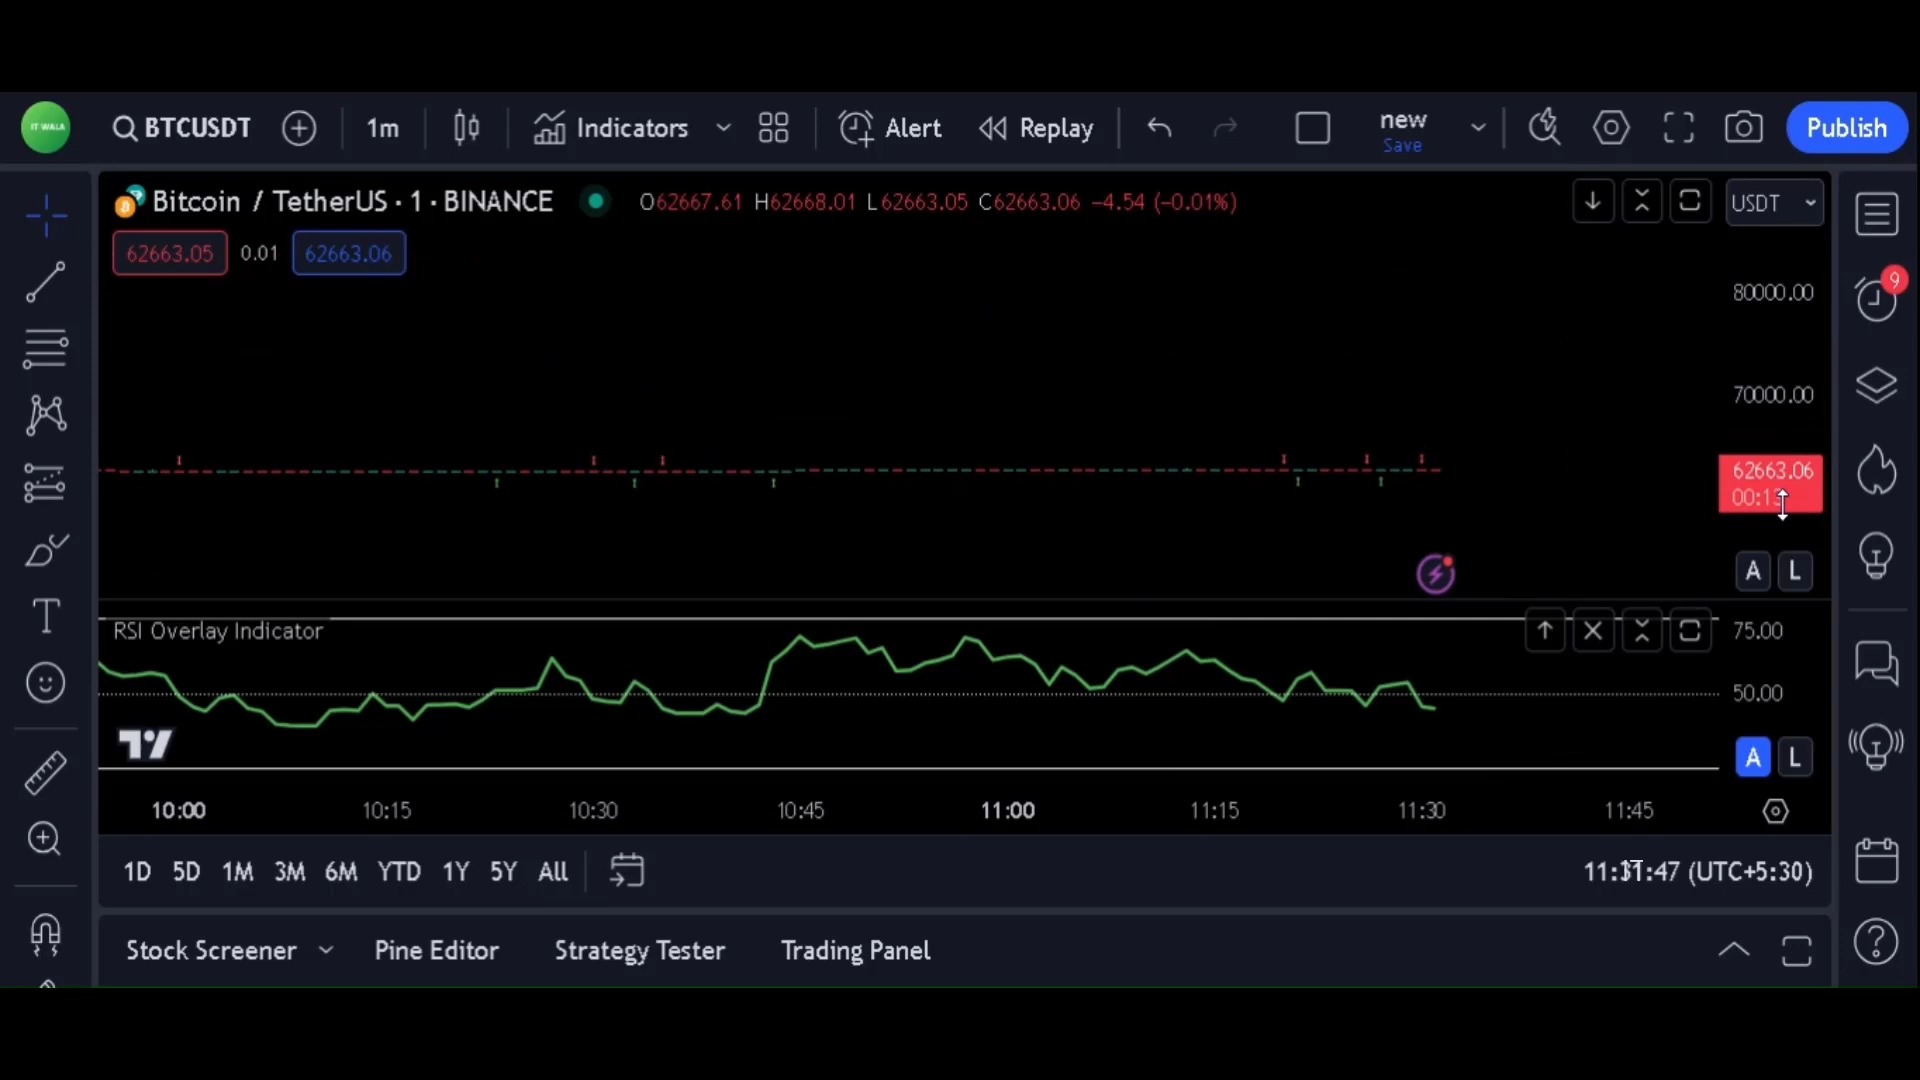 IT WALA
BTCUSDT
1m
Indicators
Alert
Replay
new
Save
Publish
Bitcoin / TetherUS · 1 · BINANCE
O62667.61 H62668.01 L62663.05 C62663.06 −4.54 (−0.01%)
USDT
62663.05 0.01 62663.06
9
80000.00
70000.00
62663.06
A L
RSI Overlay Indicator
75.00
50.00
A L
10:00 10:15 10:30 10:45 11:00 11:15 11:30 11:45
1D 5D 1M 3M 6M YTD 1Y 5Y All
11:31:47 (UTC+5:30)
Stock Screener Pine Editor Strategy Tester Trading Panel